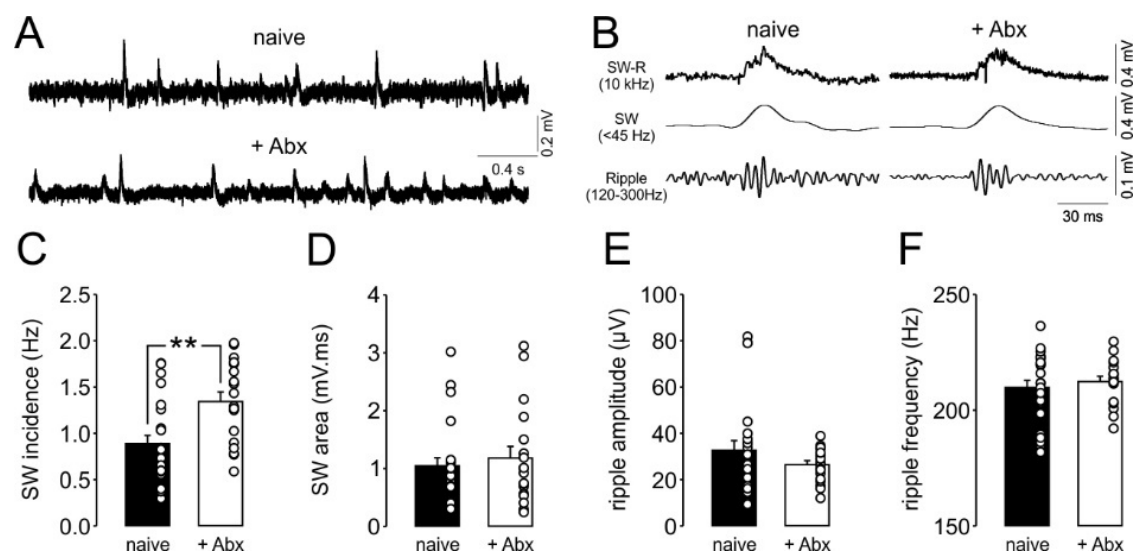 A
naive
+ Abx
0.2 mV
0.4 s
B
naive
+ Abx
SW-R
(10 kHz)
0.4 mV
SW
(<45 Hz)
0.4 mV
Ripple
(120-300Hz)
0.1 mV
30 ms
C
SW incidence (Hz)
2.5
2.0
1.5
1.0
0.5
0.0
**
naive
+ Abx
D
SW area (mV.ms)
4
3
2
1
0
naive
+ Abx
E
ripple amplitude (µV)
100
80
60
40
20
0
naive
+ Abx
F
ripple frequency (Hz)
250
200
150
naive
+ Abx